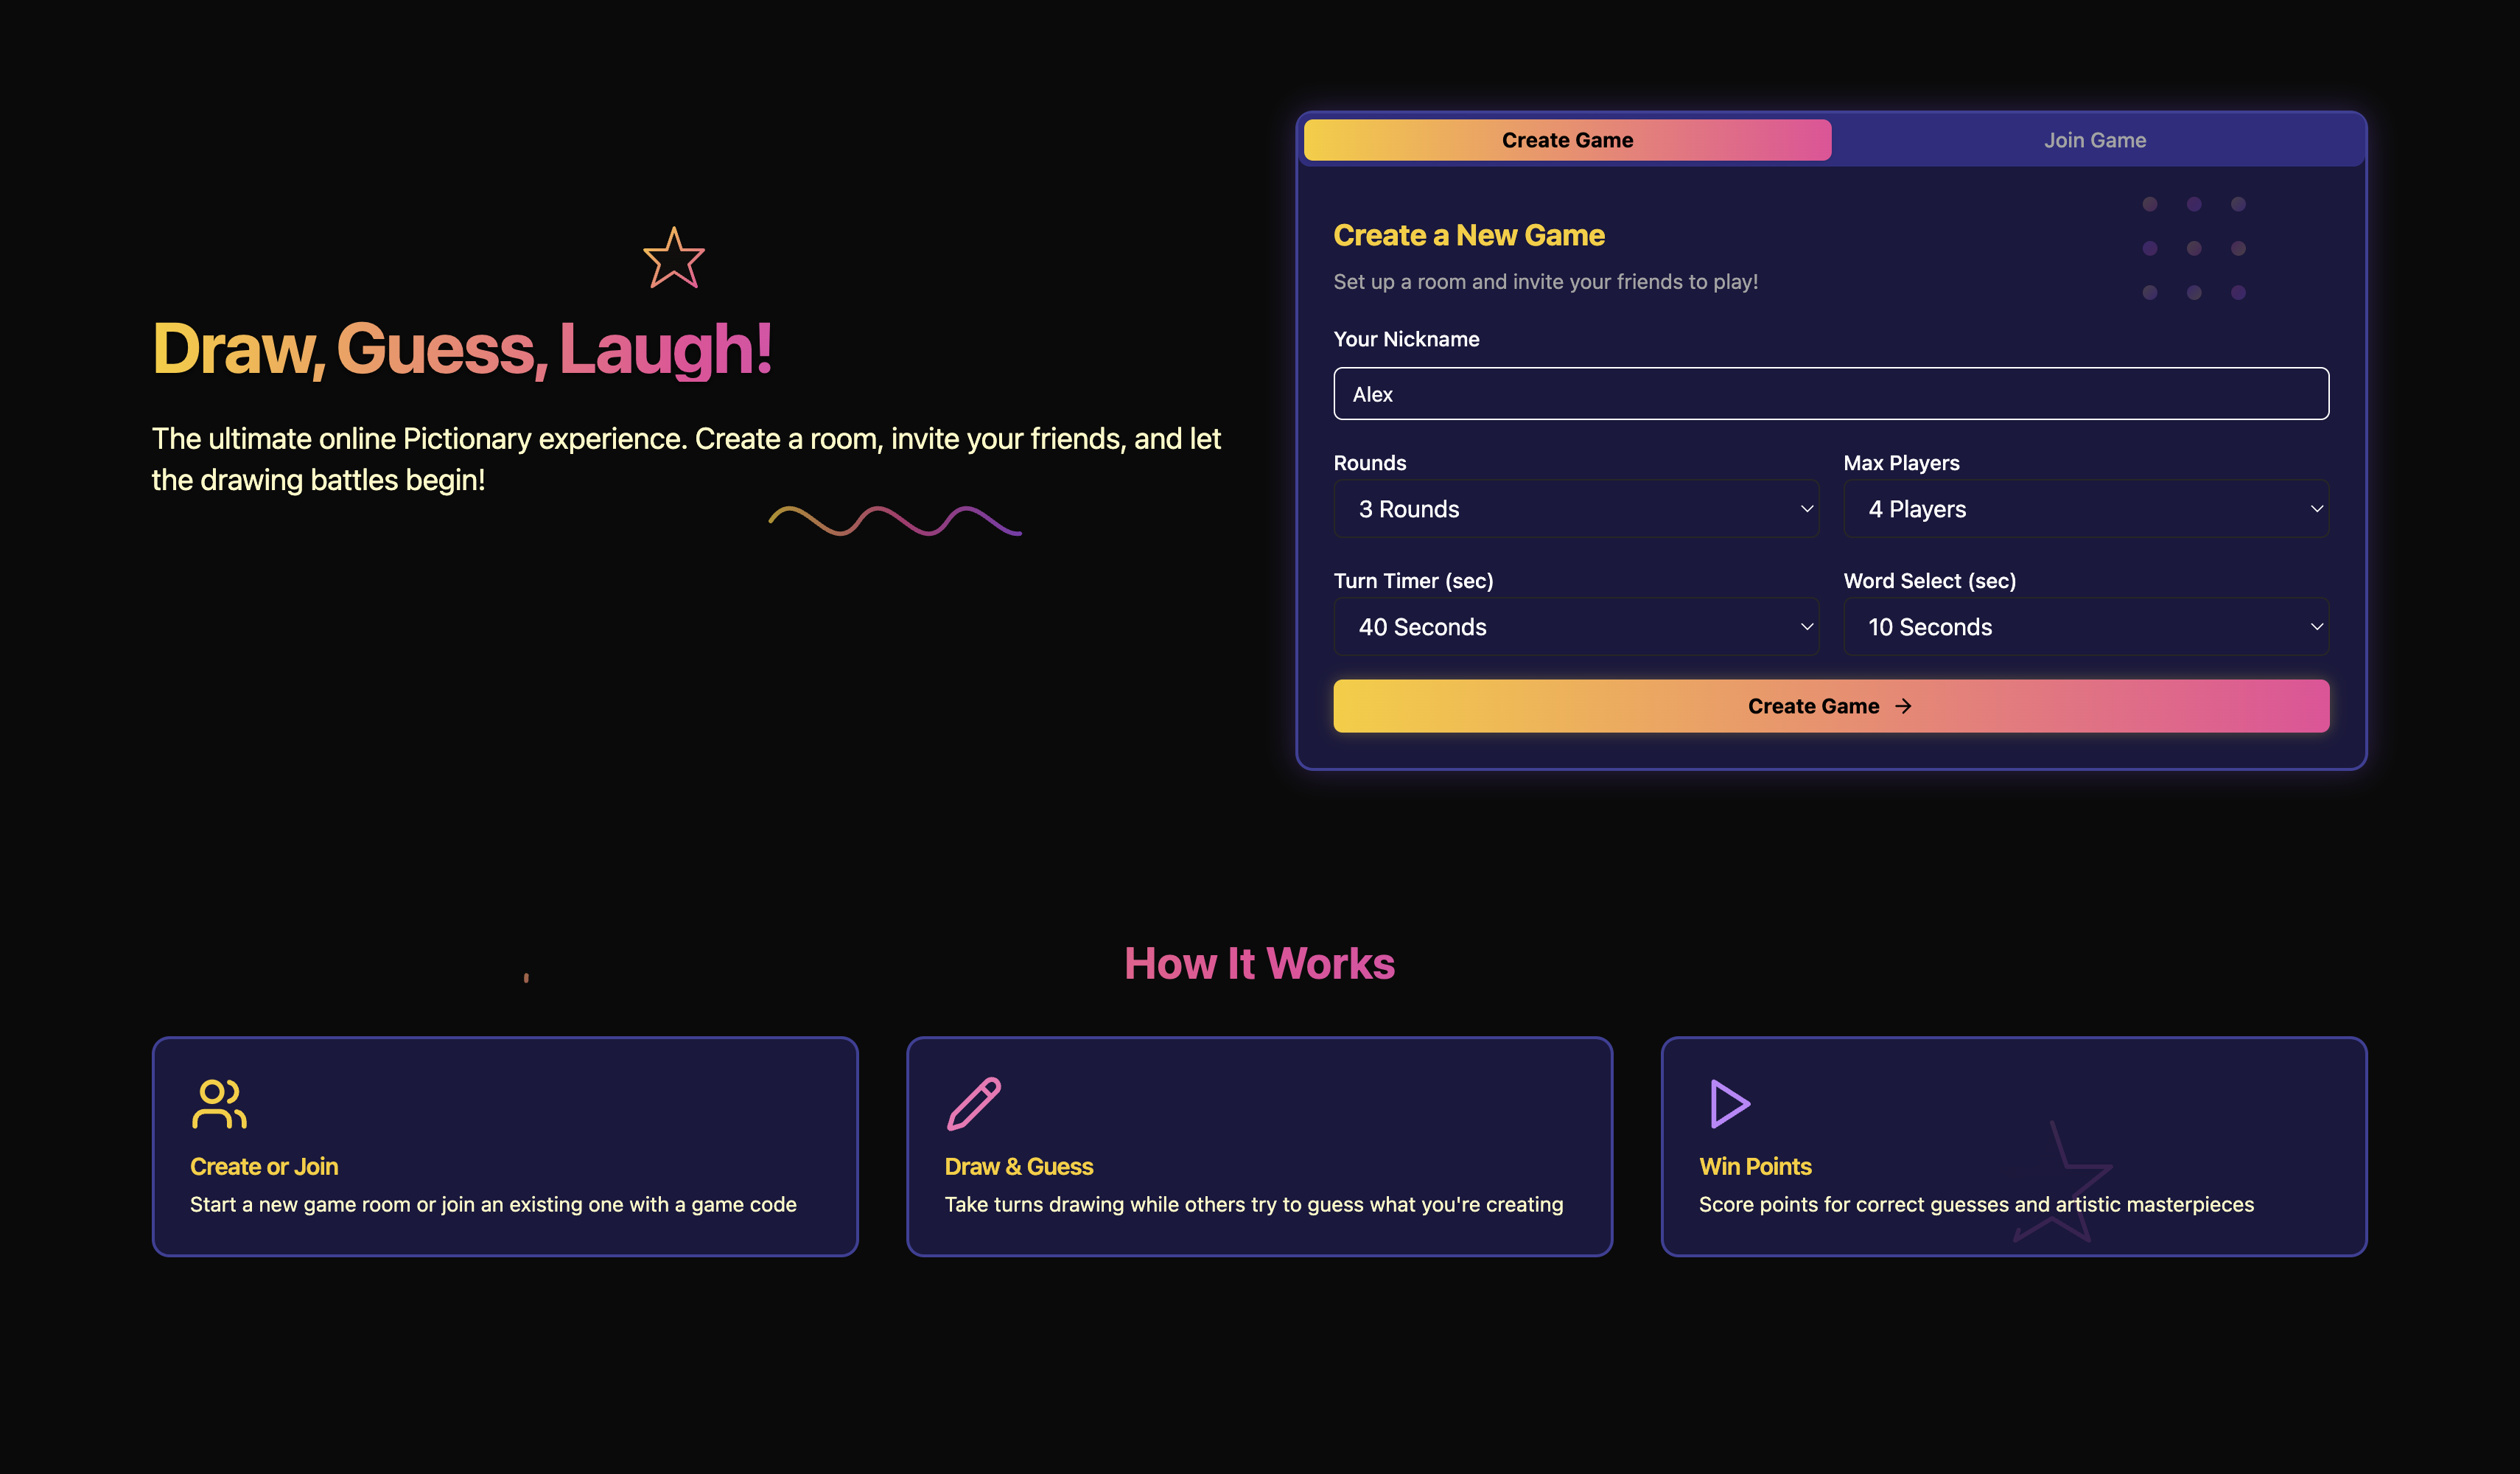 Draw, Guess, Laugh!
The ultimate online Pictionary experience. Create a room, invite your friends, and let
the drawing battles begin!
Create Game
Join Game
Create a New Game
Set up a room and invite your friends to play!
Your Nickname
Alex
Rounds
Max Players
3 Rounds
4 Players
Turn Timer (sec)
Word Select (sec)
40 Seconds
10 Seconds
Create Game
How It Works
Create or Join
Start a new game room or join an existing one with a game code
Draw & Guess
Take turns drawing while others try to guess what you're creating
Win Points
Score points for correct guesses and artistic masterpieces